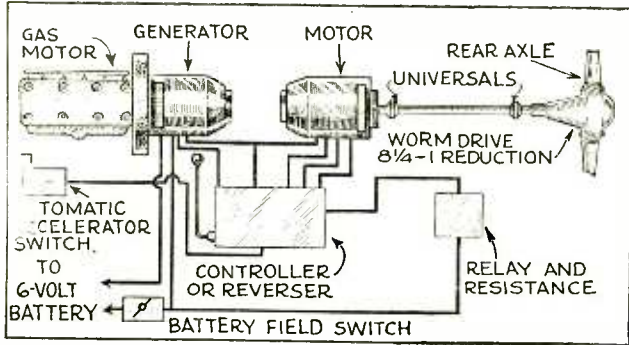 GAS
MOTOR
GENERATOR
MOTOR
REAR AXLE
UNIVERSALS
WORM DRIVE
8¼-1 REDUCTION
TOMATIC
CELERATOR
SWITCH
TO
6-VOLT
BATTERY
CONTROLLER
OR REVERSER
RELAY AND
RESISTANCE
BATTERY FIELD SWITCH